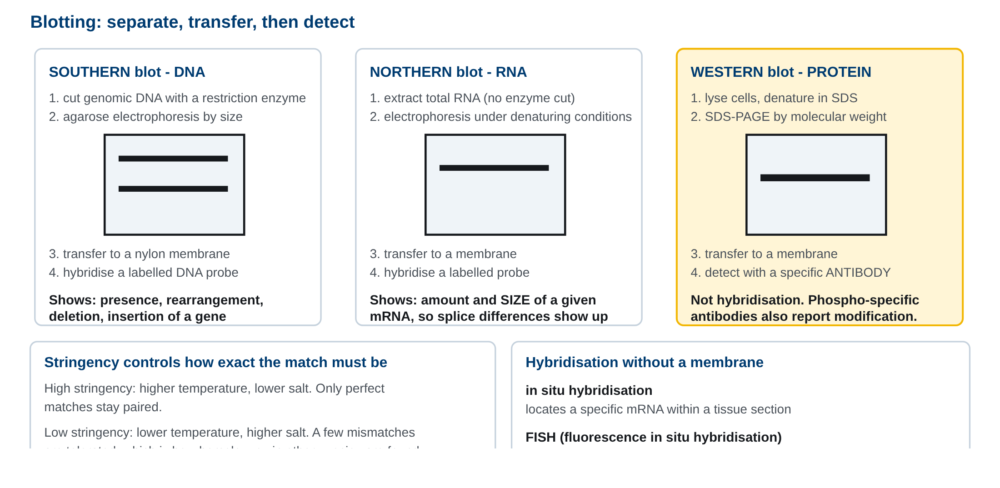 Blotting: separate, transfer, then detect
SOUTHERN blot - DNA
1. cut genomic DNA with a restriction enzyme
2. agarose electrophoresis by size
3. transfer to a nylon membrane
4. hybridise a labelled DNA probe
Shows: presence, rearrangement,
deletion, insertion of a gene
NORTHERN blot - RNA
1. extract total RNA (no enzyme cut)
2. electrophoresis under denaturing conditions
3. transfer to a membrane
4. hybridise a labelled probe
Shows: amount and SIZE of a given
mRNA, so splice differences show up
WESTERN blot - PROTEIN
1. lyse cells, denature in SDS
2. SDS-PAGE by molecular weight
3. transfer to a membrane
4. detect with a specific ANTIBODY
Not hybridisation. Phospho-specific
antibodies also report modification.
Stringency controls how exact the match must be
High stringency: higher temperature, lower salt. Only perfect
matches stay paired.
Low stringency: lower temperature, higher salt. A few mismatches
Hybridisation without a membrane
in situ hybridisation
locates a specific mRNA within a tissue section
FISH (fluorescence in situ hybridisation)